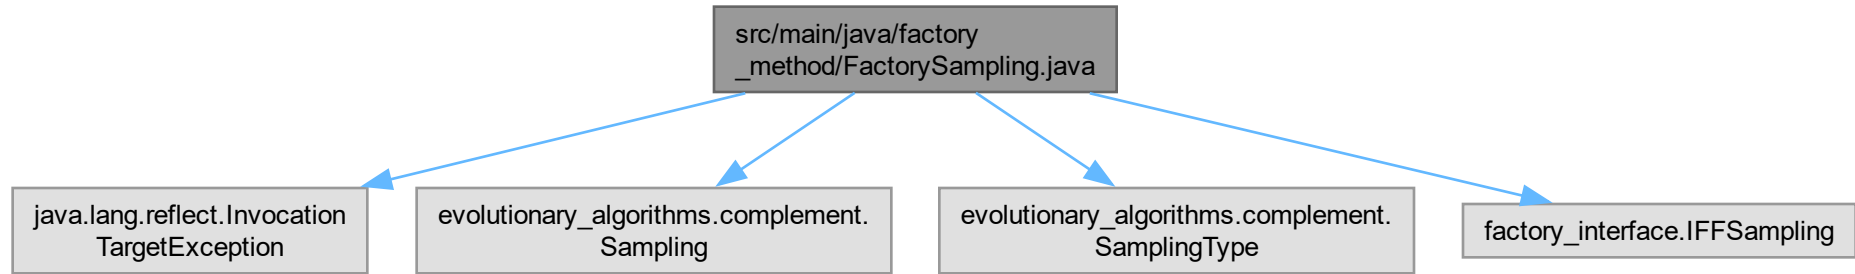 src/main/java/factory
_method/FactorySampling.java
java.lang.reflect.Invocation
TargetException
evolutionary_algorithms.complement.
Sampling
evolutionary_algorithms.complement.
SamplingType
factory_interface.IFFSampling